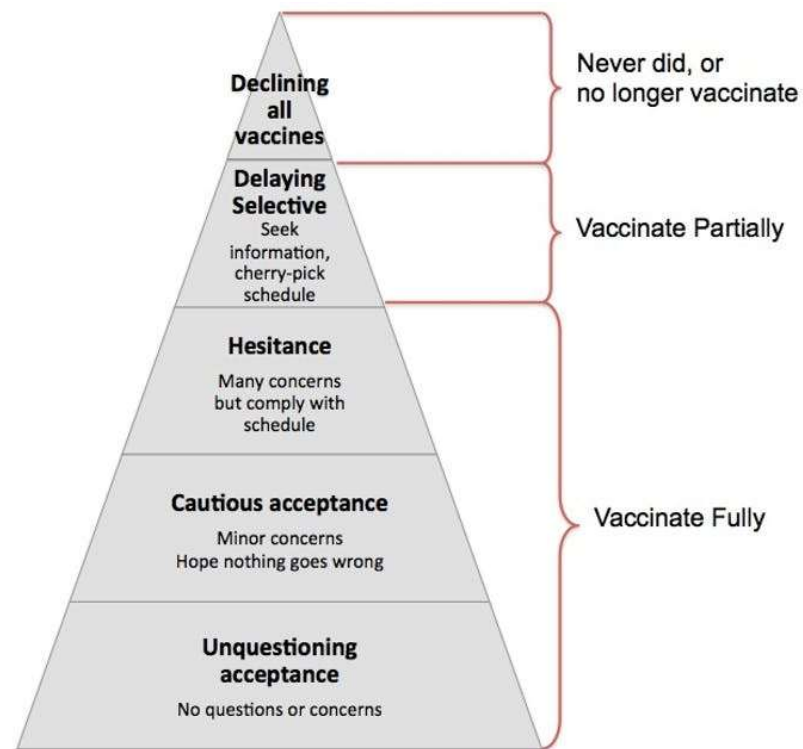 Declining
all
vaccines
Never did, or
no longer vaccinate
Delaying
Selective
Seek
information,
cherry-pick
schedule
Vaccinate Partially
Hesitance
Many concerns
but comply with
schedule
Cautious acceptance
Minor concerns
Hope nothing goes wrong
Vaccinate Fully
Unquestioning
acceptance
No questions or concerns